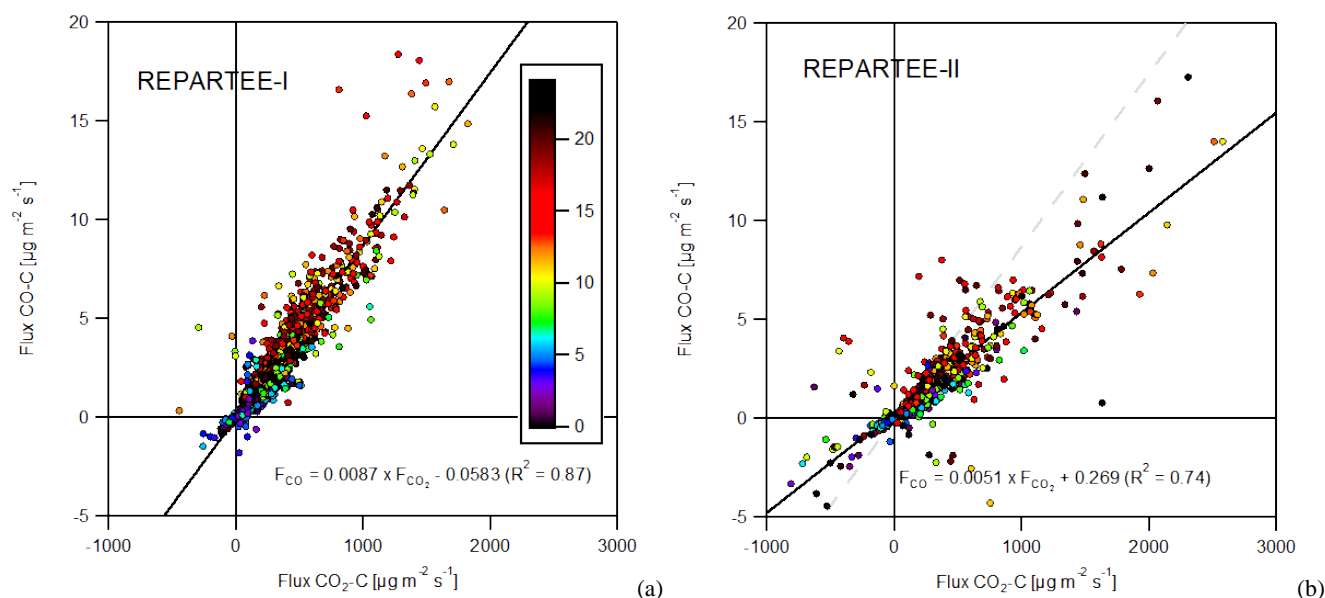 REPARTEE-I
Flux CO-C [µg m-2 s-1]
20
15
10
5
0
-5
20
15
10
5
0
F_CO = 0.0087 x F_CO2 - 0.0583 (R^2 = 0.87)
-1000 0 1000 2000 3000
Flux CO2-C [µg m-2 s-1]
(a)
REPARTEE-II
Flux CO-C [µg m-2 s-1]
20
15
10
5
0
-5
F_CO = 0.0051 x F_CO2 + 0.269 (R^2 = 0.74)
-1000 0 1000 2000 3000
Flux CO2-C [µg m-2 s-1]
(b)